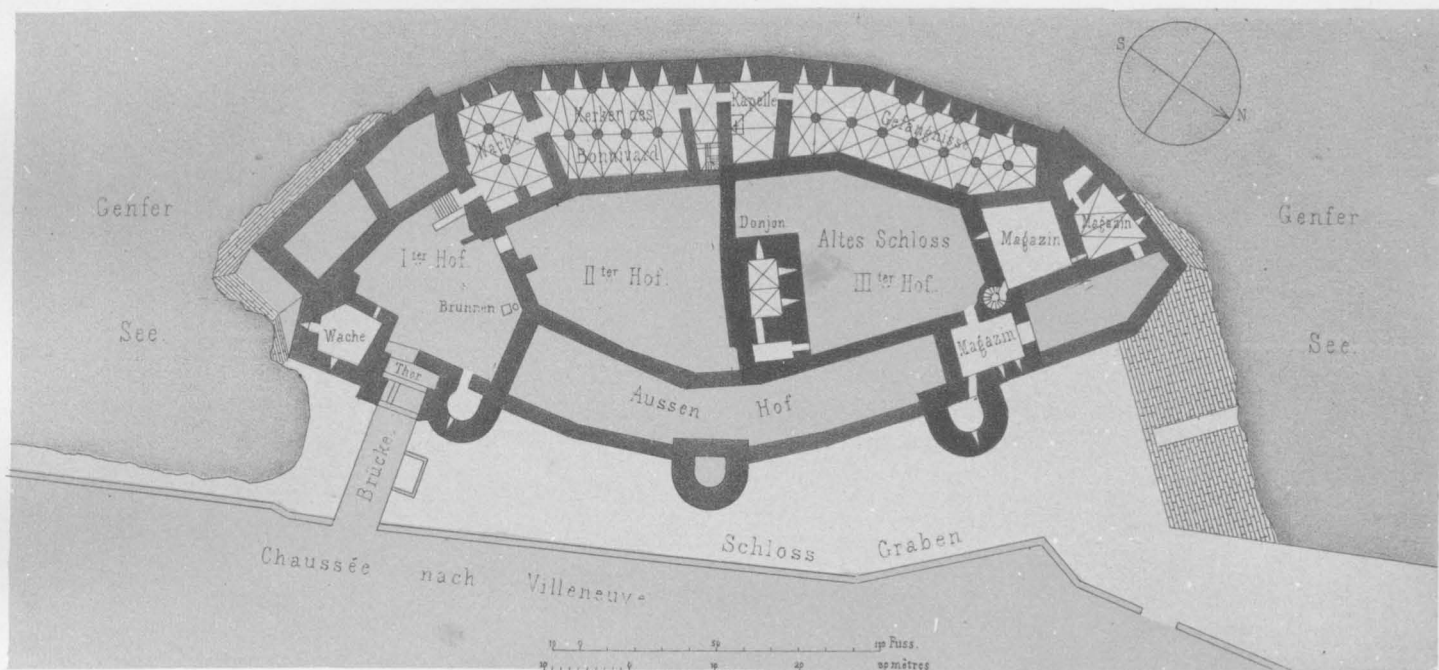 S
N
Kapelle
Kerker des
Bonnivard
Wache
Gefängnisse
Genfer
See.
Genfer
See.
Donjon
Altes Schloss
IIIter Hof.
Magazin
Magazin
Iter Hof.
IIter Hof.
Brunnen
Wache
Thor
Magazin
Aussen Hof
Brücke.
Schloss Graben
Chaussée nach Villeneuve
Fuss.
mètres